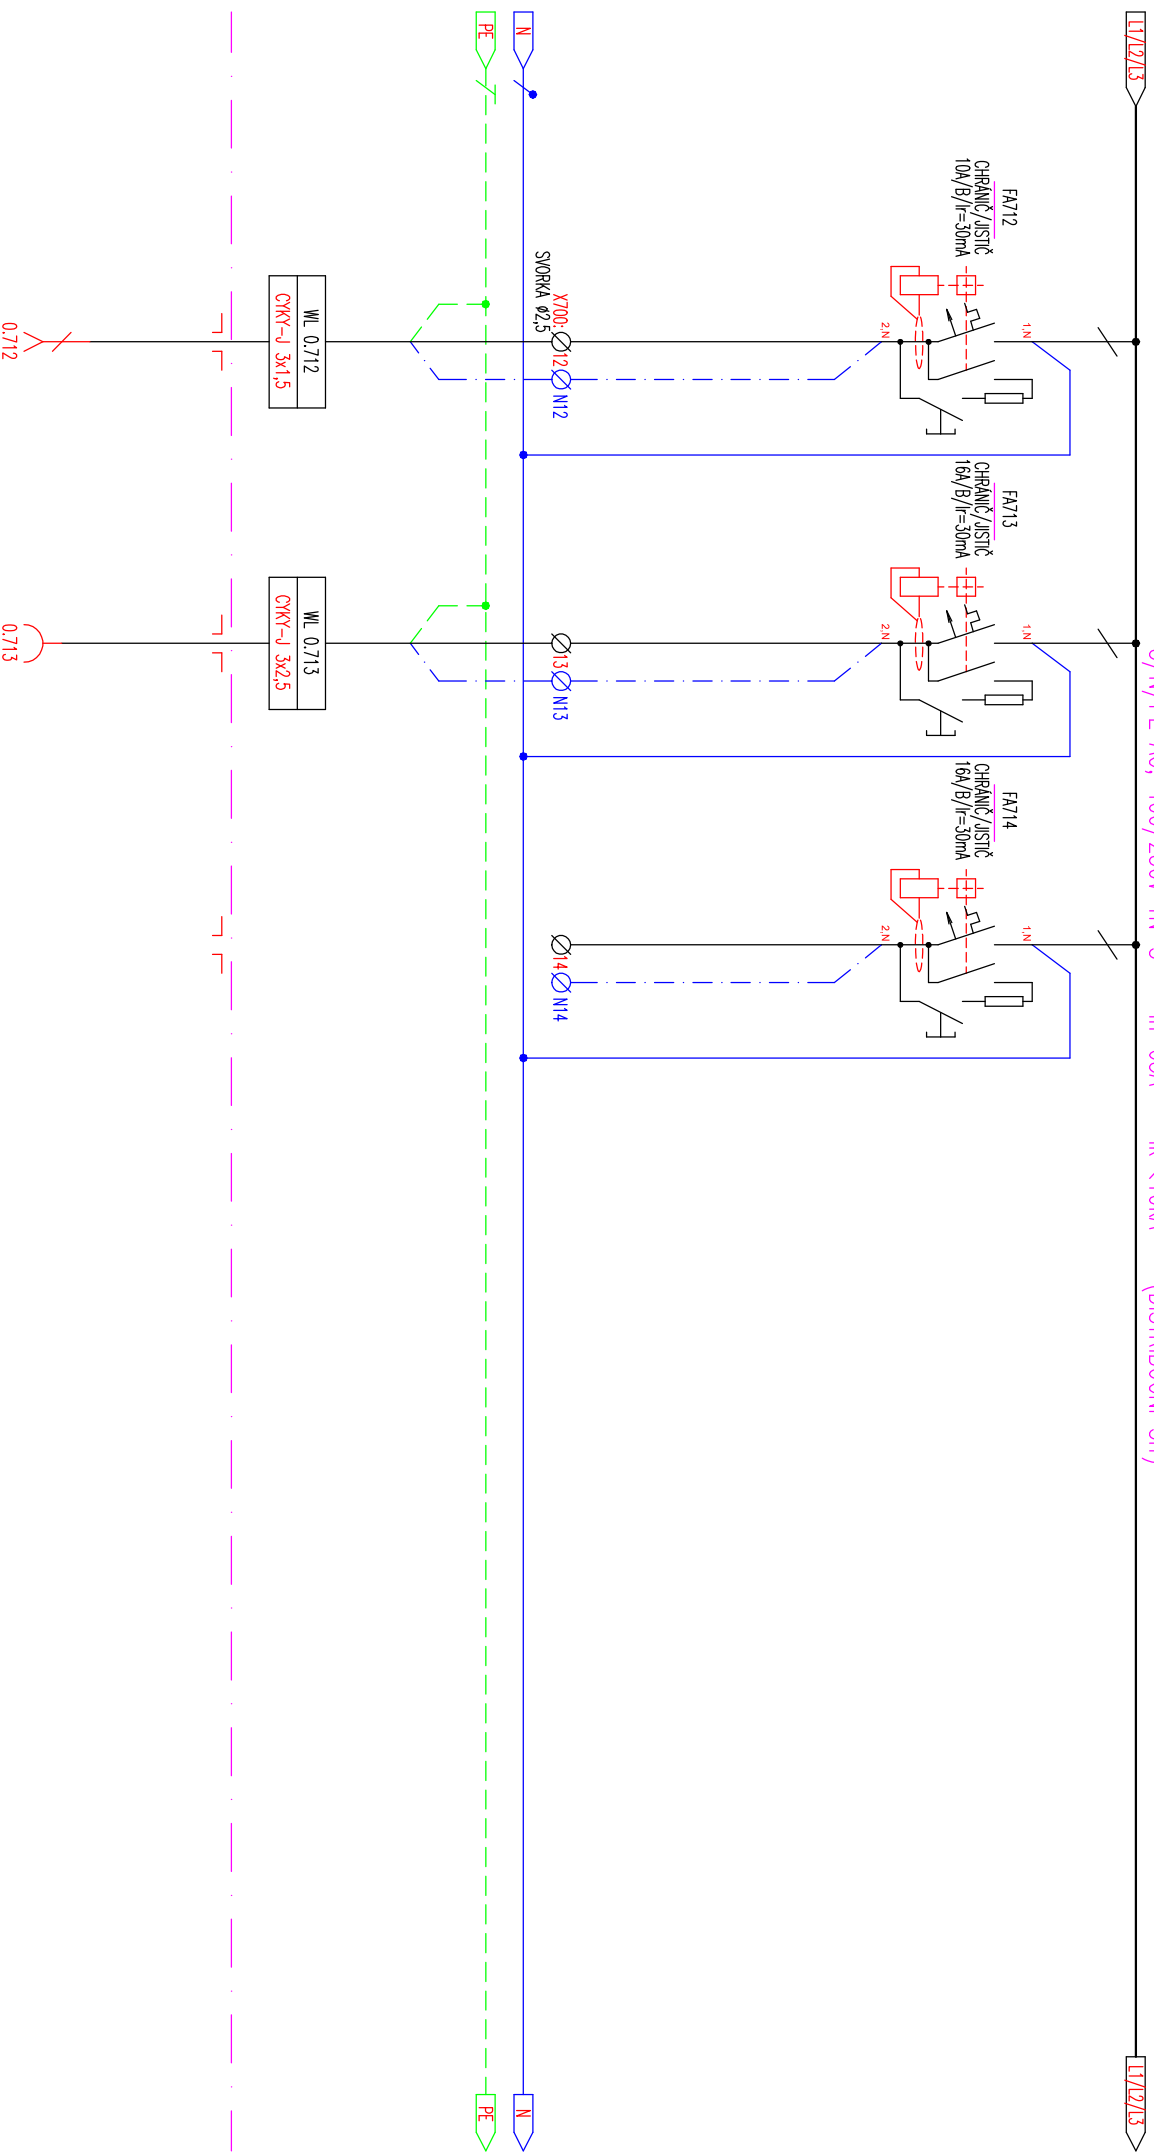 L1/L2/L3
L1/L2/L3
FA712
CHRÁNIČ/JISTIČ
10A/B/Ir=30mA
FA713
CHRÁNIČ/JISTIČ
16A/B/Ir=30mA
FA714
CHRÁNIČ/JISTIČ
16A/B/Ir=30mA
1,N
1,N
1,N
2,N
2,N
2,N
X700:
12
N12
13
N13
14
N14
SVORKA ø2,5
N
N
PE
PE
WL 0.712
CYKY-J 3x1,5
WL 0.713
CYKY-J 3x2,5
0.712
0.713